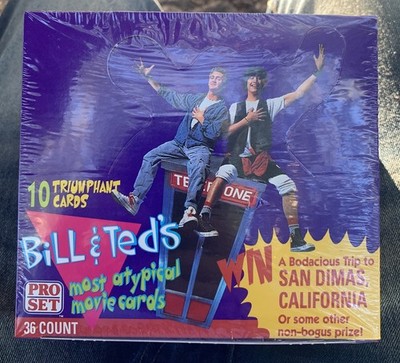 TELEPHONE
10 TRIUMPHANT
CARDS
Bill & Ted's
most atypical
movie cards
PRO
SET
36 COUNT
WIN
A Bodacious Trip to
SAN DIMAS,
CALIFORNIA
Or some other
non-bogus prize!